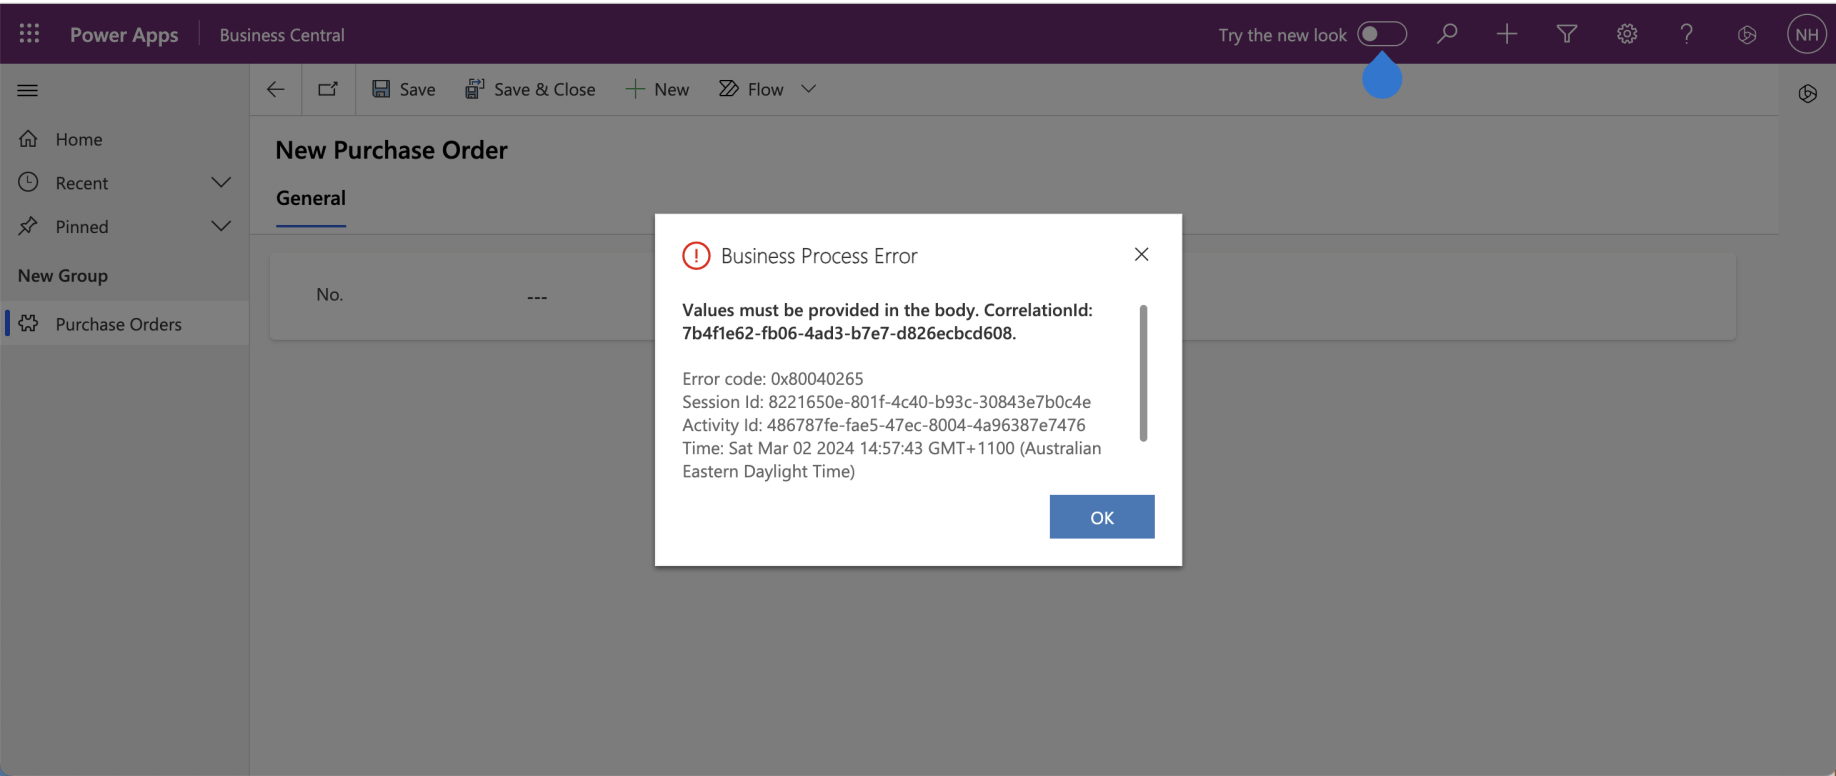 Power Apps
Business Central
Try the new look
NH
Save
Save & Close
New
Flow
Home
Recent
Pinned
New Group
Purchase Orders
New Purchase Order
General
No.
---
Business Process Error
Values must be provided in the body. CorrelationId:
7b4f1e62-fb06-4ad3-b7e7-d826ecbcd608.
Error code: 0x80040265
Session Id: 8221650e-801f-4c40-b93c-30843e7b0c4e
Activity Id: 486787fe-fae5-47ec-8004-4a96387e7476
Time: Sat Mar 02 2024 14:57:43 GMT+1100 (Australian
Eastern Daylight Time)
OK